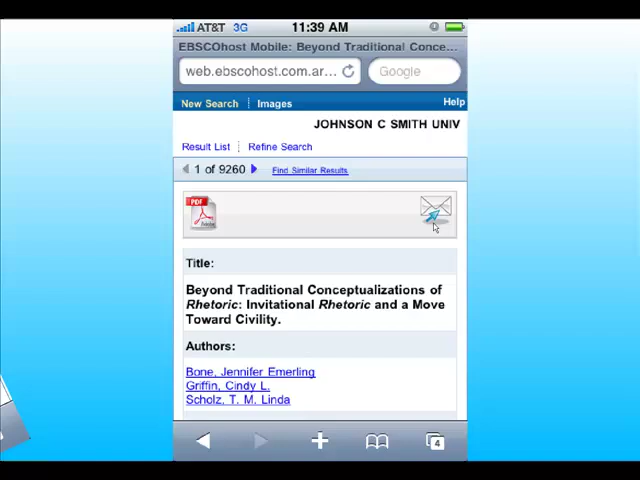 AT&T 3G 11:39 AM
EBSCOhost Mobile: Beyond Traditional Conce...
web.ebscohost.com.ar... Google
New Search Images Help
JOHNSON C SMITH UNIV
Result List Refine Search
1 of 9260 Find Similar Results
PDF
Title:
Beyond Traditional Conceptualizations of
Rhetoric: Invitational Rhetoric and a Move
Toward Civility.
Authors:
Bone, Jennifer Emerling
Griffin, Cindy L.
Scholz, T. M. Linda
4